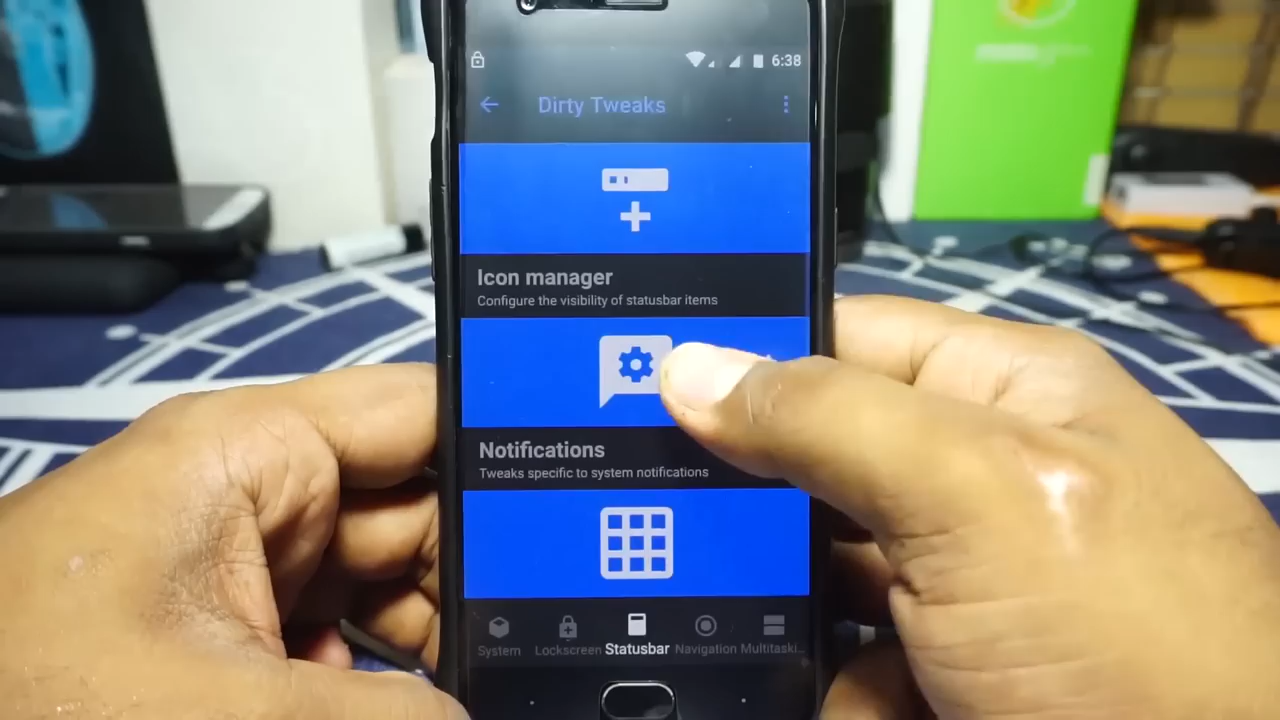 6:38
Dirty Tweaks
Icon manager
Configure the visibility of statusbar items
Notifications
Tweaks specific to system notifications
System Lockscreen Statusbar Navigation Multitaski...